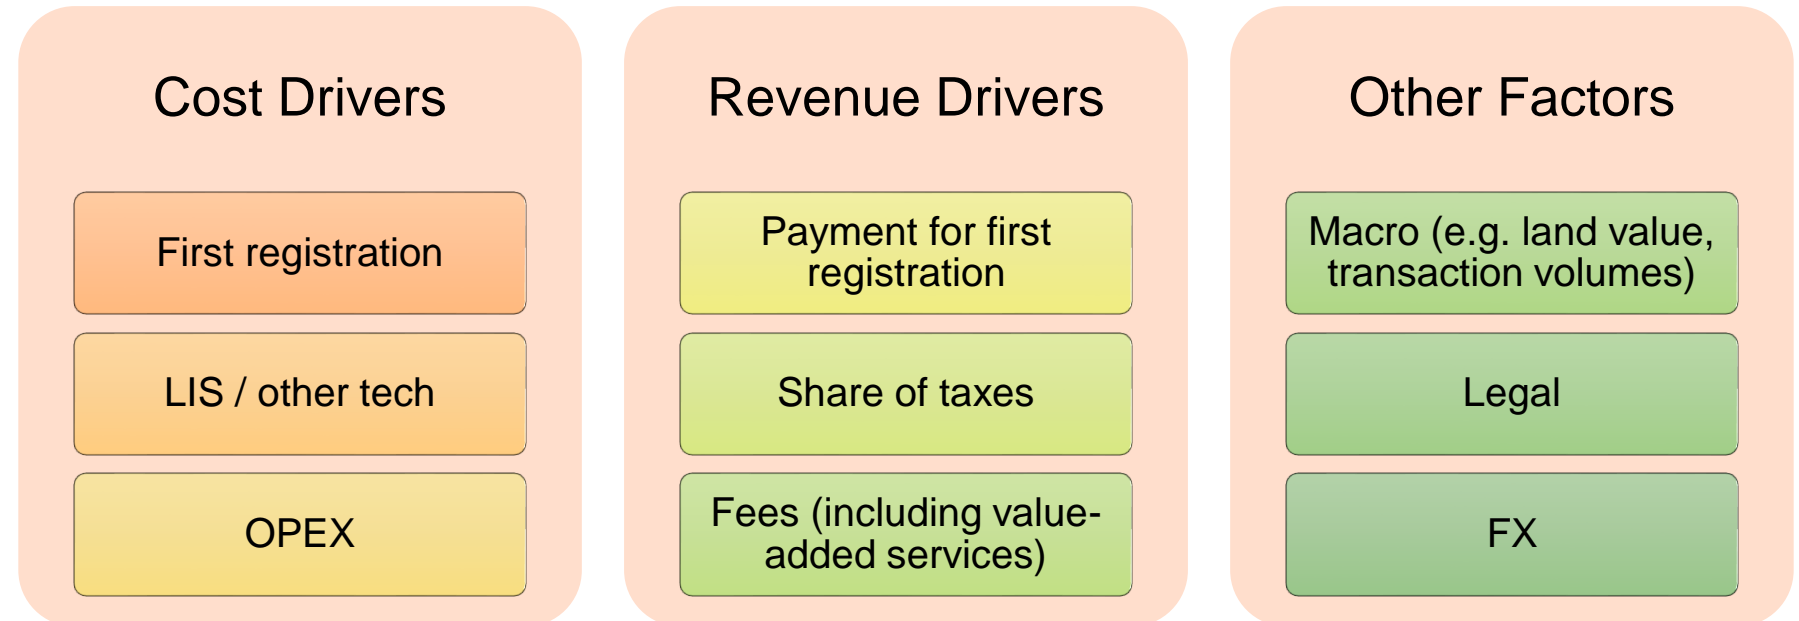 Cost Drivers
First registration
LIS / other tech
OPEX
Revenue Drivers
Payment for first
registration
Share of taxes
Fees (including value-
added services)
Other Factors
Macro (e.g. land value,
transaction volumes)
Legal
FX